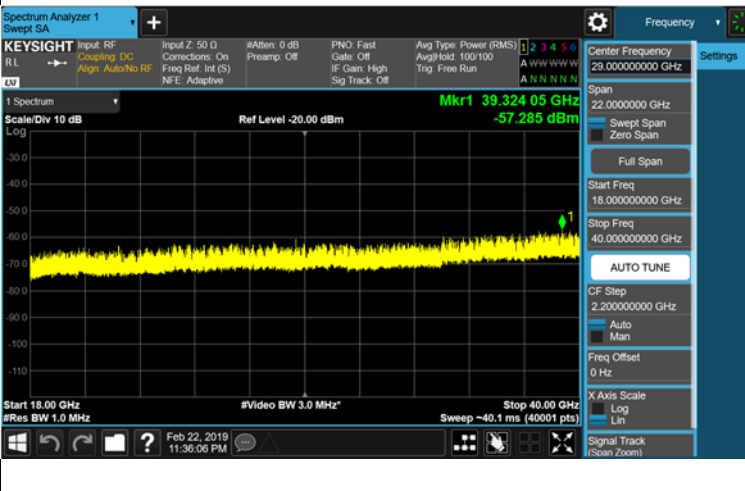 Spectrum Analyzer 1
Swept SA
Frequency
KEYSIGHT
RL
LXI
Input: RF
Coupling: DC
Align: Auto/No RF
Input Z: 50 Ω
Corrections: On
Freq Ref: Int (S)
NFE: Adaptive
#Atten: 0 dB
Preamp: Off
PNO: Fast
Gate: Off
IF Gain: High
Sig Track: Off
Avg Type: Power (RMS)
Avg|Hold: 100/100
Trig: Free Run
1 2 3 4 5 6
A W W W W W
A N N N N N
1 Spectrum
Scale/Div 10 dB
Ref Level -20.00 dBm
Mkr1 39.324 05 GHz
-57.285 dBm
Log
-30.0
-40.0
-50.0
-60.0
-70.0
-80.0
-90.0
-100
-110
1
Start 18.00 GHz
#Res BW 1.0 MHz
#Video BW 3.0 MHz*
Stop 40.00 GHz
Sweep ~40.1 ms (40001 pts)
Feb 22, 2019
11:36:06 PM
?
Center Frequency
29.000000000 GHz
Settings
Span
22.0000000 GHz
Swept Span
Zero Span
Full Span
Start Freq
18.000000000 GHz
Stop Freq
40.000000000 GHz
AUTO TUNE
CF Step
2.200000000 GHz
Auto
Man
Freq Offset
0 Hz
X Axis Scale
Log
Lin
Signal Track
(Span Zoom)